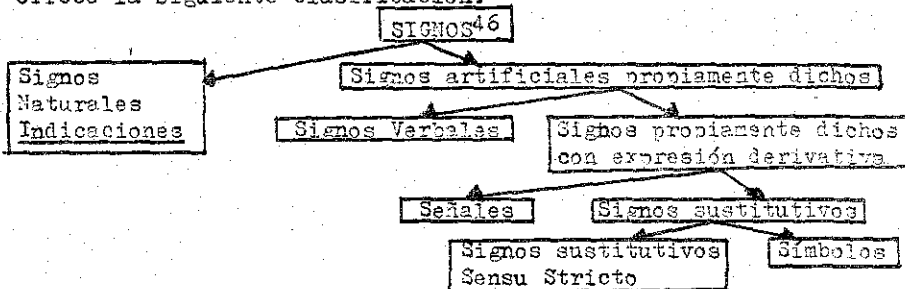 ofrece la siguiente clasificación:
SIGNOS46
Signos
Naturales
Indicaciones
Signos artificiales propiamente dichos
Signos Verbales
Signos propiamente dichos
con expresión derivativa
Señales
Signos sustitutivos
Signos sustitutivos
Sensu Stricto
Símbolos